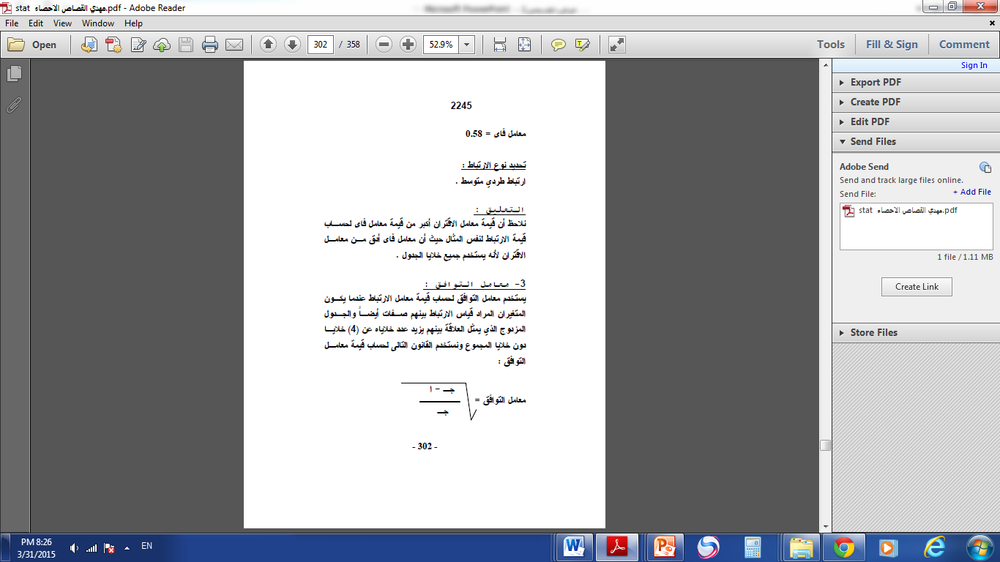 stat مهدي القصاص الاحصاء.pdf - Adobe Reader
File Edit View Window Help
Open 302 / 358 52.9% Tools Fill & Sign Comment
Sign In
Export PDF
Create PDF
Edit PDF
Send Files
Adobe Send
Send and track large files online.
Send File: + Add File
stat مهدي القصاص الاحصاء.pdf
1 file / 1.11 MB
Create Link
Store Files
2245
معامل فاى = 0.58
تحديد نوع الارتباط :
ارتباط طردي متوسط .
التعليق :
نلاحظ أن قيمة معامل الاقتران أكبر من قيمة معامل فاى لحساب
قيمة الارتباط لنفس المثال حيث أن معامل فاى أدق من معامل
الاقتران لأنه يستخدم جميع خلايا الجدول .
3- معامل التوافق :
يستخدم معامل التوافق لحساب قيمة معامل الارتباط عندما يكون
المتغيران المراد قياس الارتباط بينهم صفات أيضاً والجدول
المزدوج الذي يمثل العلاقة بينهم يزيد عدد خلاياه عن (4) خلايا
دون خلايا المجموع ونستخدم القانون التالى لحساب قيمة معامل
التوافق :
جـ – ا
معامل التوافق =
جـ
- 302 -
PM 8:26
3/31/2015
EN